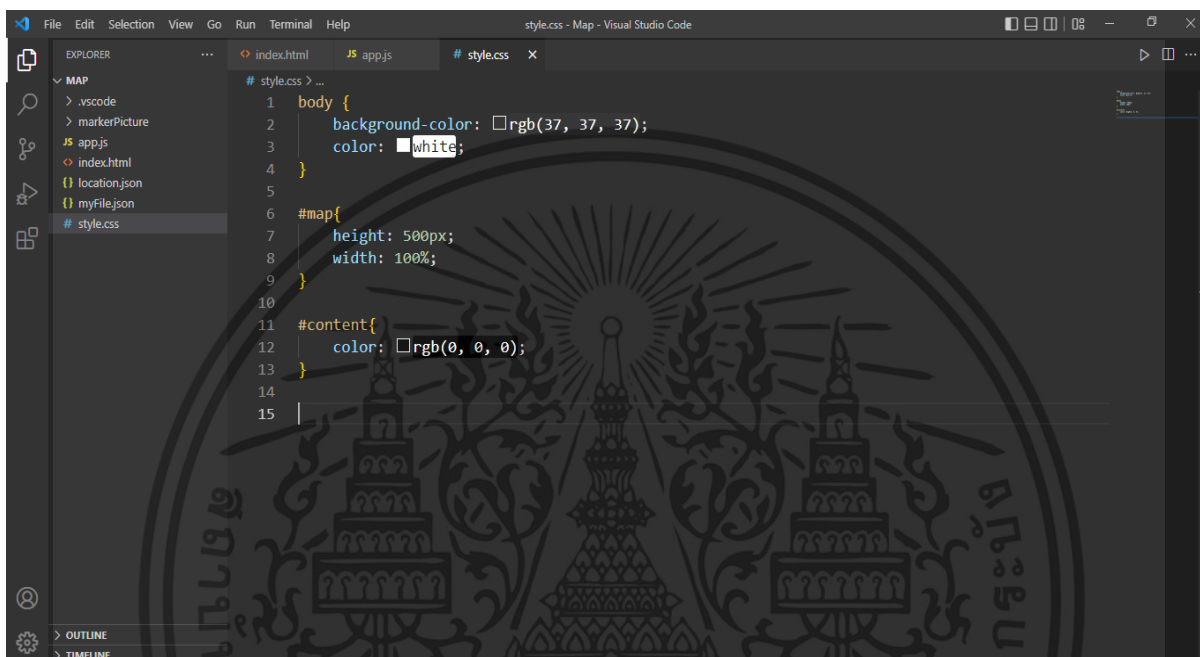 File Edit Selection View Go Run Terminal Help style.css - Map - Visual Studio Code
EXPLORER ··· <> index.html JS app.js # style.css ×
MAP
.vscode
markerPicture
JS app.js
<> index.html
{} location.json
{} myFile.json
# style.css
# style.css > ...
1 body {
2 background-color: rgb(37, 37, 37);
3 color: white;
4 }
5
6 #map{
7 height: 500px;
8 width: 100%;
9 }
10
11 #content{
12 color: rgb(0, 0, 0);
13 }
14
15
OUTLINE
TIMELINE